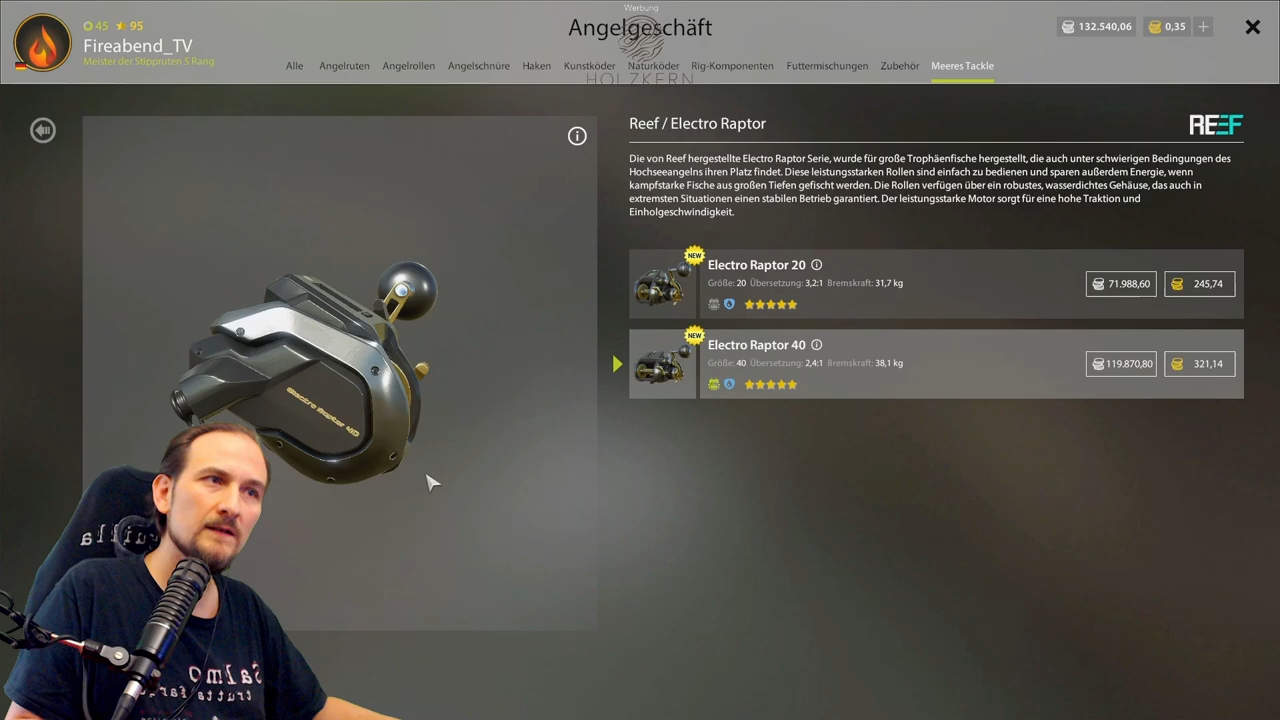 Werbung
45 95
Fireabend_TV
Meister der Stippruten 5 Rang
Angelgeschäft
132.540,06 0,35 +
Alle Angelruten Angelrollen Angelschnüre Haken Kunstköder Naturköder Rig-Komponenten Futtermischungen Zubehör Meeres Tackle
HOLZKERN
Reef / Electro Raptor
REEF
Die von Reef hergestellte Electro Raptor Serie, wurde für große Trophäenfische hergestellt, die auch unter schwierigen Bedingungen des
Hochseeangelns ihren Platz findet. Diese leistungsstarken Rollen sind einfach zu bedienen und sparen außerdem Energie, wenn
kampfstarke Fische aus großen Tiefen gefischt werden. Die Rollen verfügen über ein robustes, wasserdichtes Gehäuse, das auch in
extremsten Situationen einen stabilen Betrieb garantiert. Der leistungsstarke Motor sorgt für eine hohe Traktion und
Einholgeschwindigkeit.
NEW
Electro Raptor 20
Größe: 20 Übersetzung: 3,2:1 Bremskraft: 31,7 kg
71.988,60 245,74
NEW
Electro Raptor 40
Größe: 40 Übersetzung: 2,4:1 Bremskraft: 38,1 kg
119.870,80 321,14
Electro Raptor 40
Salmo
trutta